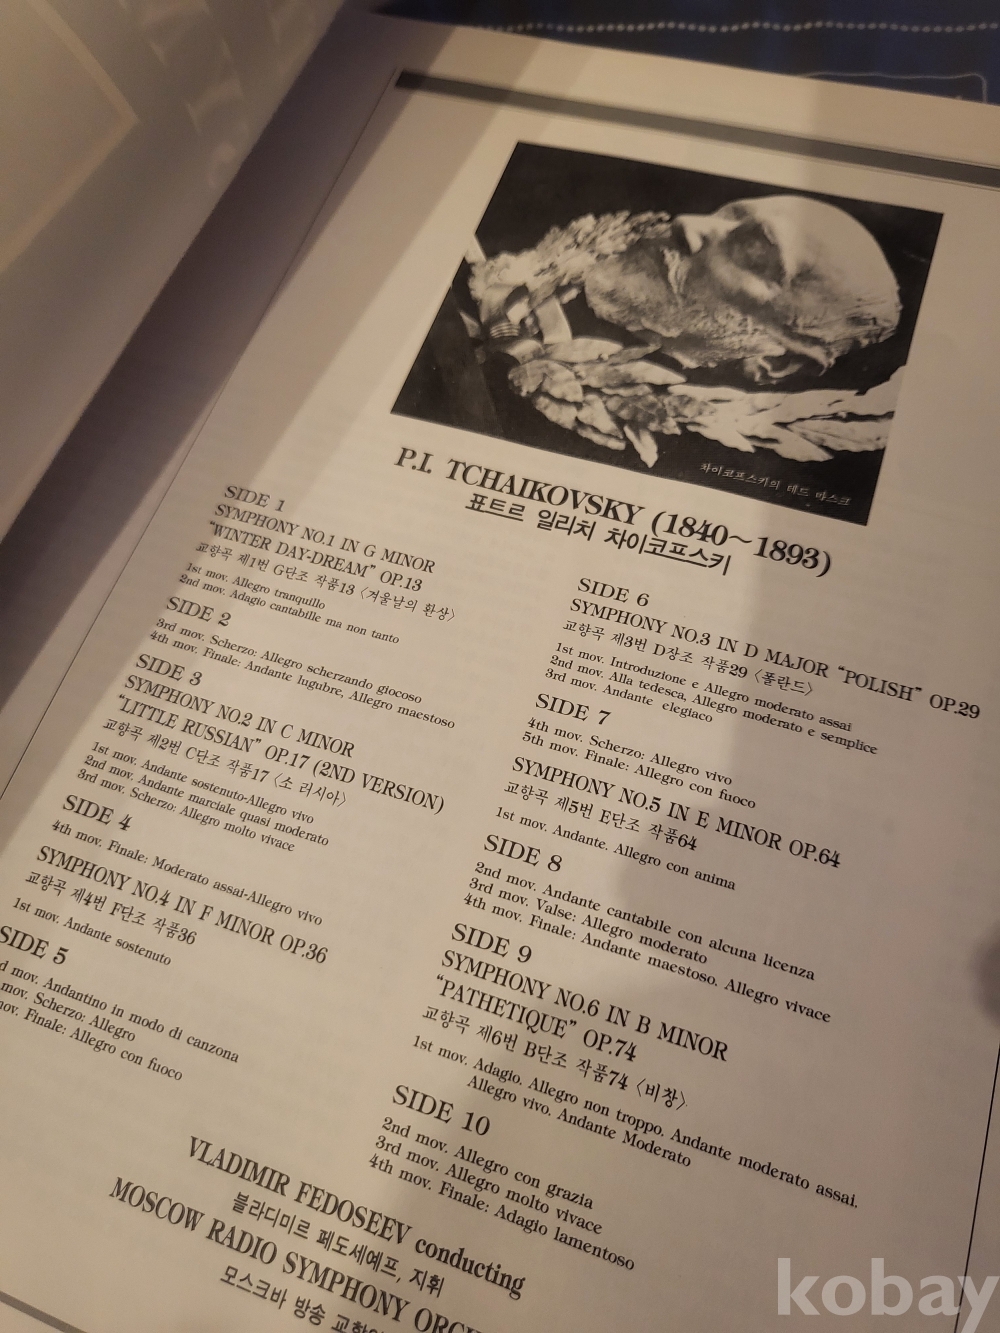 차이코프스키의 데드 마스크
P.I. TCHAIKOVSKY (1840~1893)
표트르 일리치 차이코프스키
SIDE 1
SYMPHONY NO.1 IN G MINOR
"WINTER DAY-DREAM" OP.13
교향곡 제1번 G단조 작품13 〈겨울날의 환상〉
1st mov. Allegro tranquillo
2nd mov. Adagio cantabille ma non tanto
SIDE 2
3rd mov. Scherzo: Allegro scherzando giocoso
4th mov. Finale: Andante lugubre, Allegro maestoso
SIDE 3
SYMPHONY NO.2 IN C MINOR
"LITTLE RUSSIAN" OP.17 (2ND VERSION)
교향곡 제2번 C단조 작품17 〈소 러시아〉
1st mov. Andante sostenuto-Allegro vivo
2nd mov. Andante marciale quasi moderato
3rd mov. Scherzo: Allegro molto vivace
SIDE 4
4th mov. Finale: Moderato assai-Allegro vivo
SYMPHONY NO.4 IN F MINOR OP.36
교향곡 제4번 F단조 작품36
1st mov. Andante sostenuto
SIDE 5
d mov. Andantino in modo di canzona
mov. Scherzo: Allegro
mov. Finale: Allegro con fuoco
SIDE 6
SYMPHONY NO.3 IN D MAJOR "POLISH" OP.29
교향곡 제3번 D장조 작품29 〈폴란드〉
1st mov. Introduzione e Allegro moderato assai
2nd mov. Alla tedesca, Allegro moderato e semplice
3rd mov. Andante elegiaco
SIDE 7
4th mov. Scherzo: Allegro vivo
5th mov. Finale: Allegro con fuoco
SYMPHONY NO.5 IN E MINOR OP.64
교향곡 제5번 E단조 작품64
1st mov. Andante. Allegro con anima
SIDE 8
2nd mov. Andante cantabile con alcuna licenza
3rd mov. Valse: Allegro moderato
4th mov. Finale: Andante maestoso, Allegro vivace
SIDE 9
SYMPHONY NO.6 IN B MINOR
"PATHETIQUE" OP.74
교향곡 제6번 B단조 작품74 〈비창〉
1st mov. Adagio. Allegro non troppo. Andante moderato assai.
Allegro vivo. Andante Moderato
SIDE 10
2nd mov. Allegro con grazia
3rd mov. Allegro molto vivace
4th mov. Finale: Adagio lamentoso
VLADIMIR FEDOSEEV conducting
블라디미르 페도세예프, 지휘
MOSCOW RADIO SYMPHONY ORC
모스크바 방송 교향
kobay